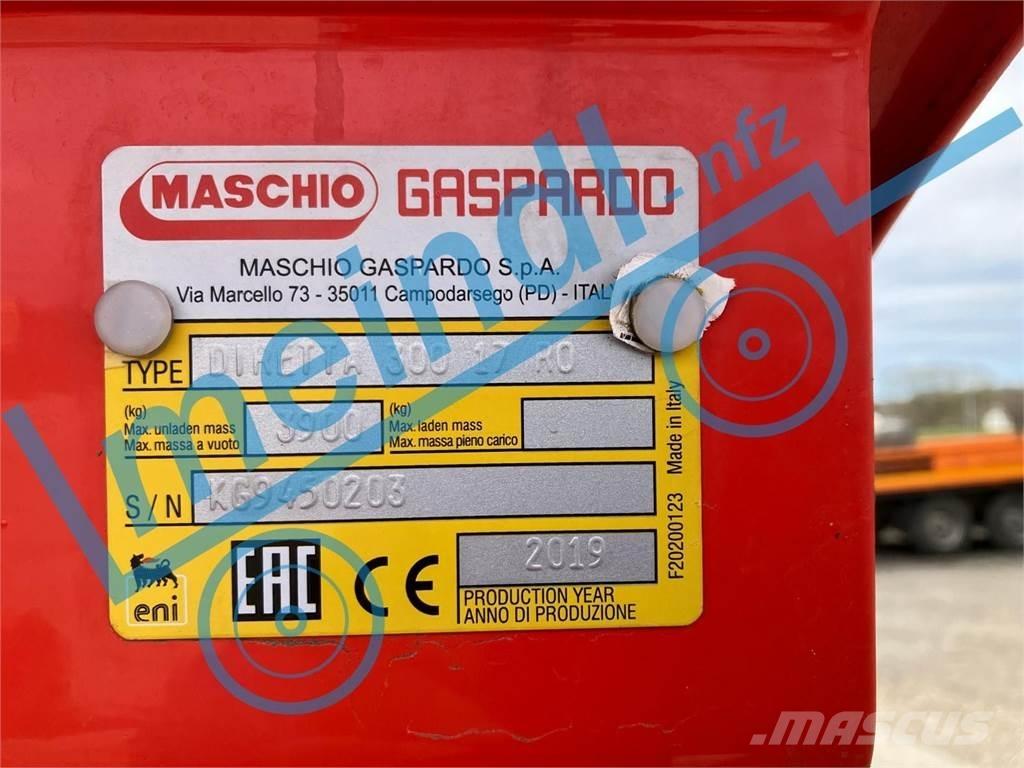 MASCHIO GASPARDO
MASCHIO GASPARDO S.p.A.
Via Marcello 73 - 35011 Campodarsego (PD) - ITALY
TYPE DIRETTA 300 17 RO
(kg)
Max. unladen mass
Max. massa a vuoto
3900
(kg)
Max. laden mass
Max. massa pieno carico
S/N KG9450203
2019
PRODUCTION YEAR
ANNO DI PRODUZIONE
eni
EAC CE
F20200123 Made in Italy
lmeindl.nfz
MASCUS